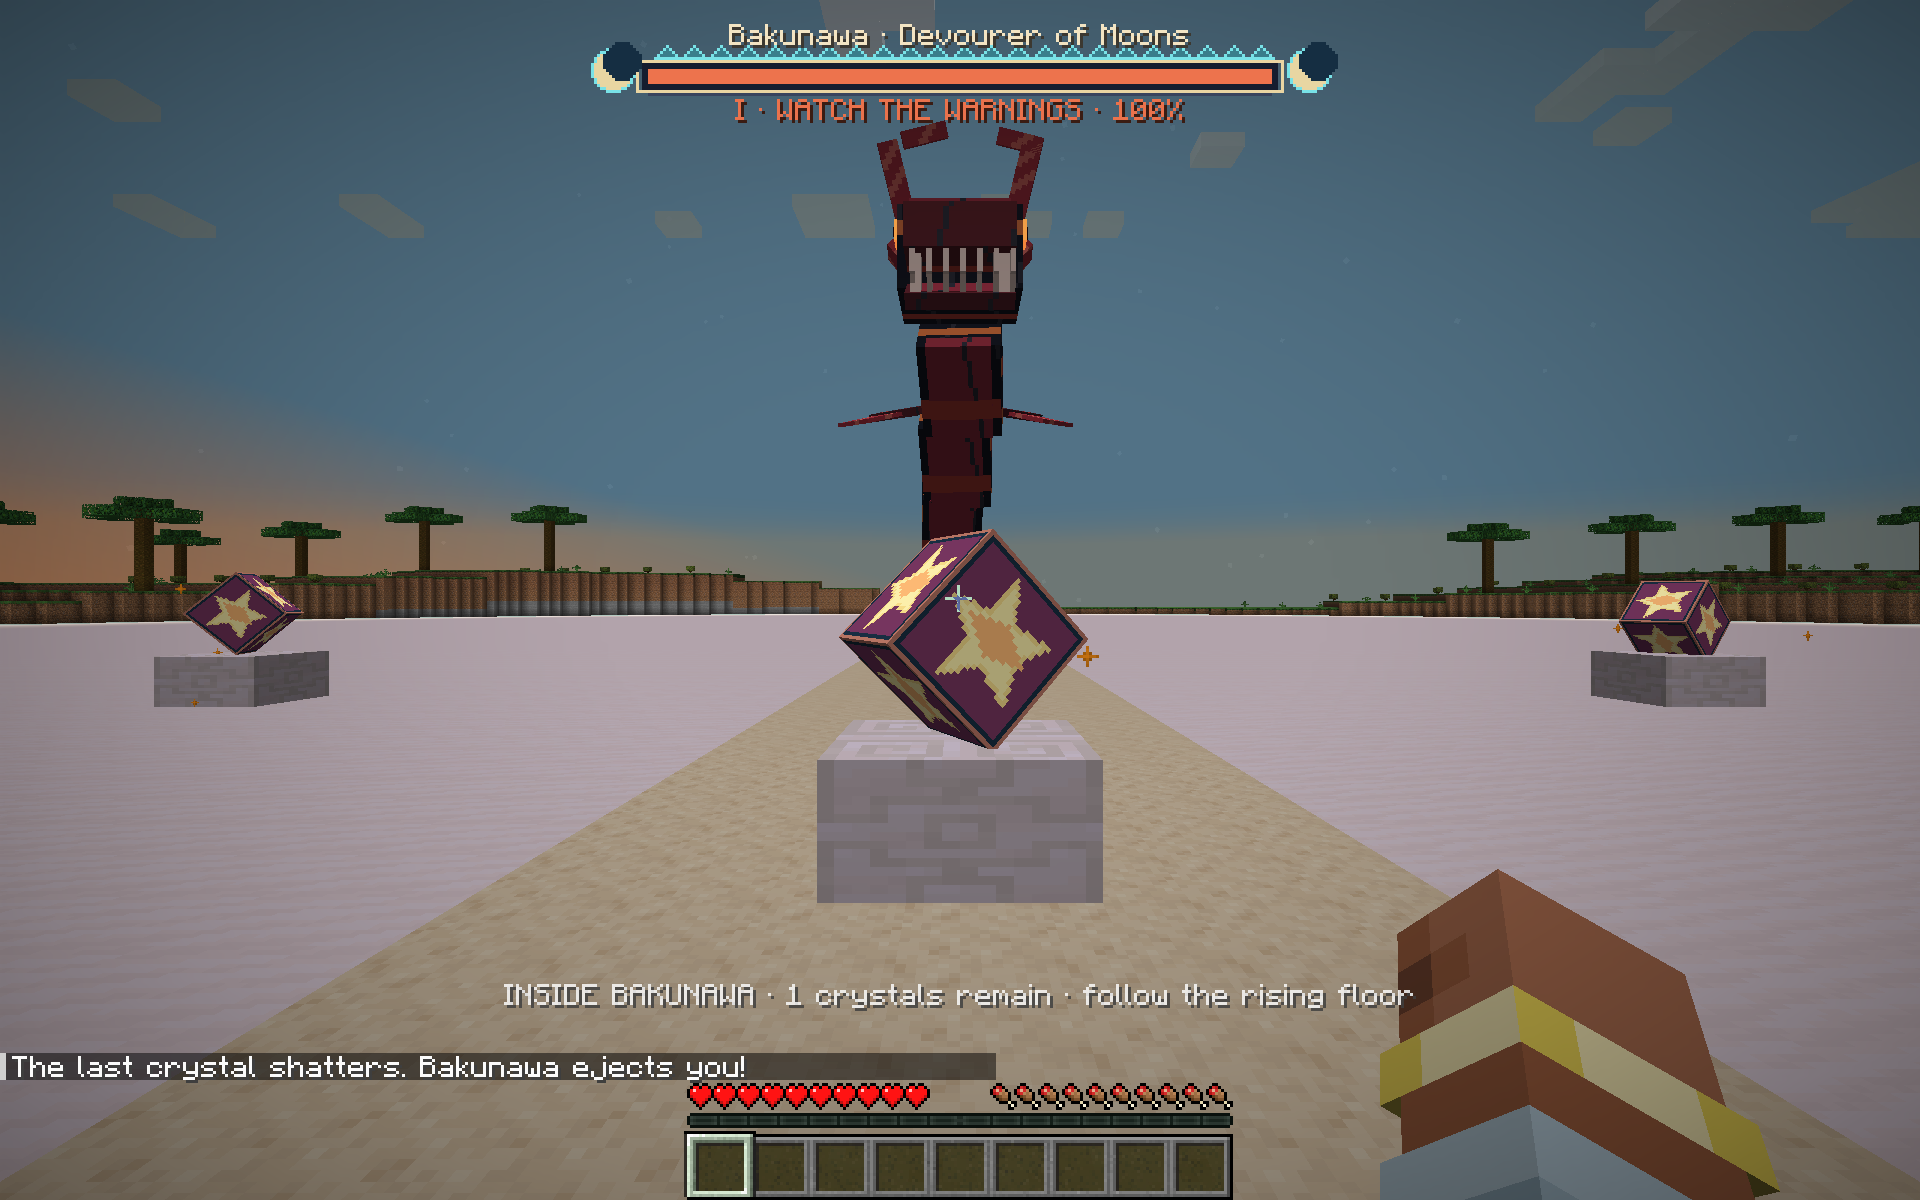 Bakunawa · Devourer of Moons
I · WATCH THE WARNINGS · 100%
INSIDE BAKUNAWA · 1 crystals remain · follow the rising floor
The last crystal shatters. Bakunawa ejects you!